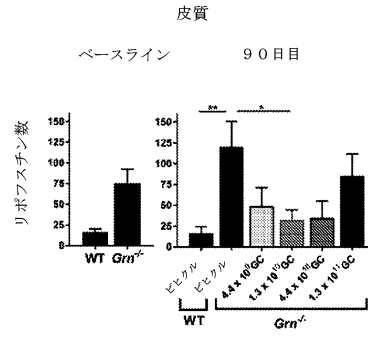 皮質
ベースライン
90日目
リポフスチン数
150
125
100
75
50
25
0
WT Grn-/-
** *
150
125
100
75
50
25
0
ビヒクル
ビヒクル
4.4 x 10⁹GC
1.3 x 10¹⁰GC
4.4 x 10¹⁰GC
1.3 x 10¹¹GC
WT
Grn-/-